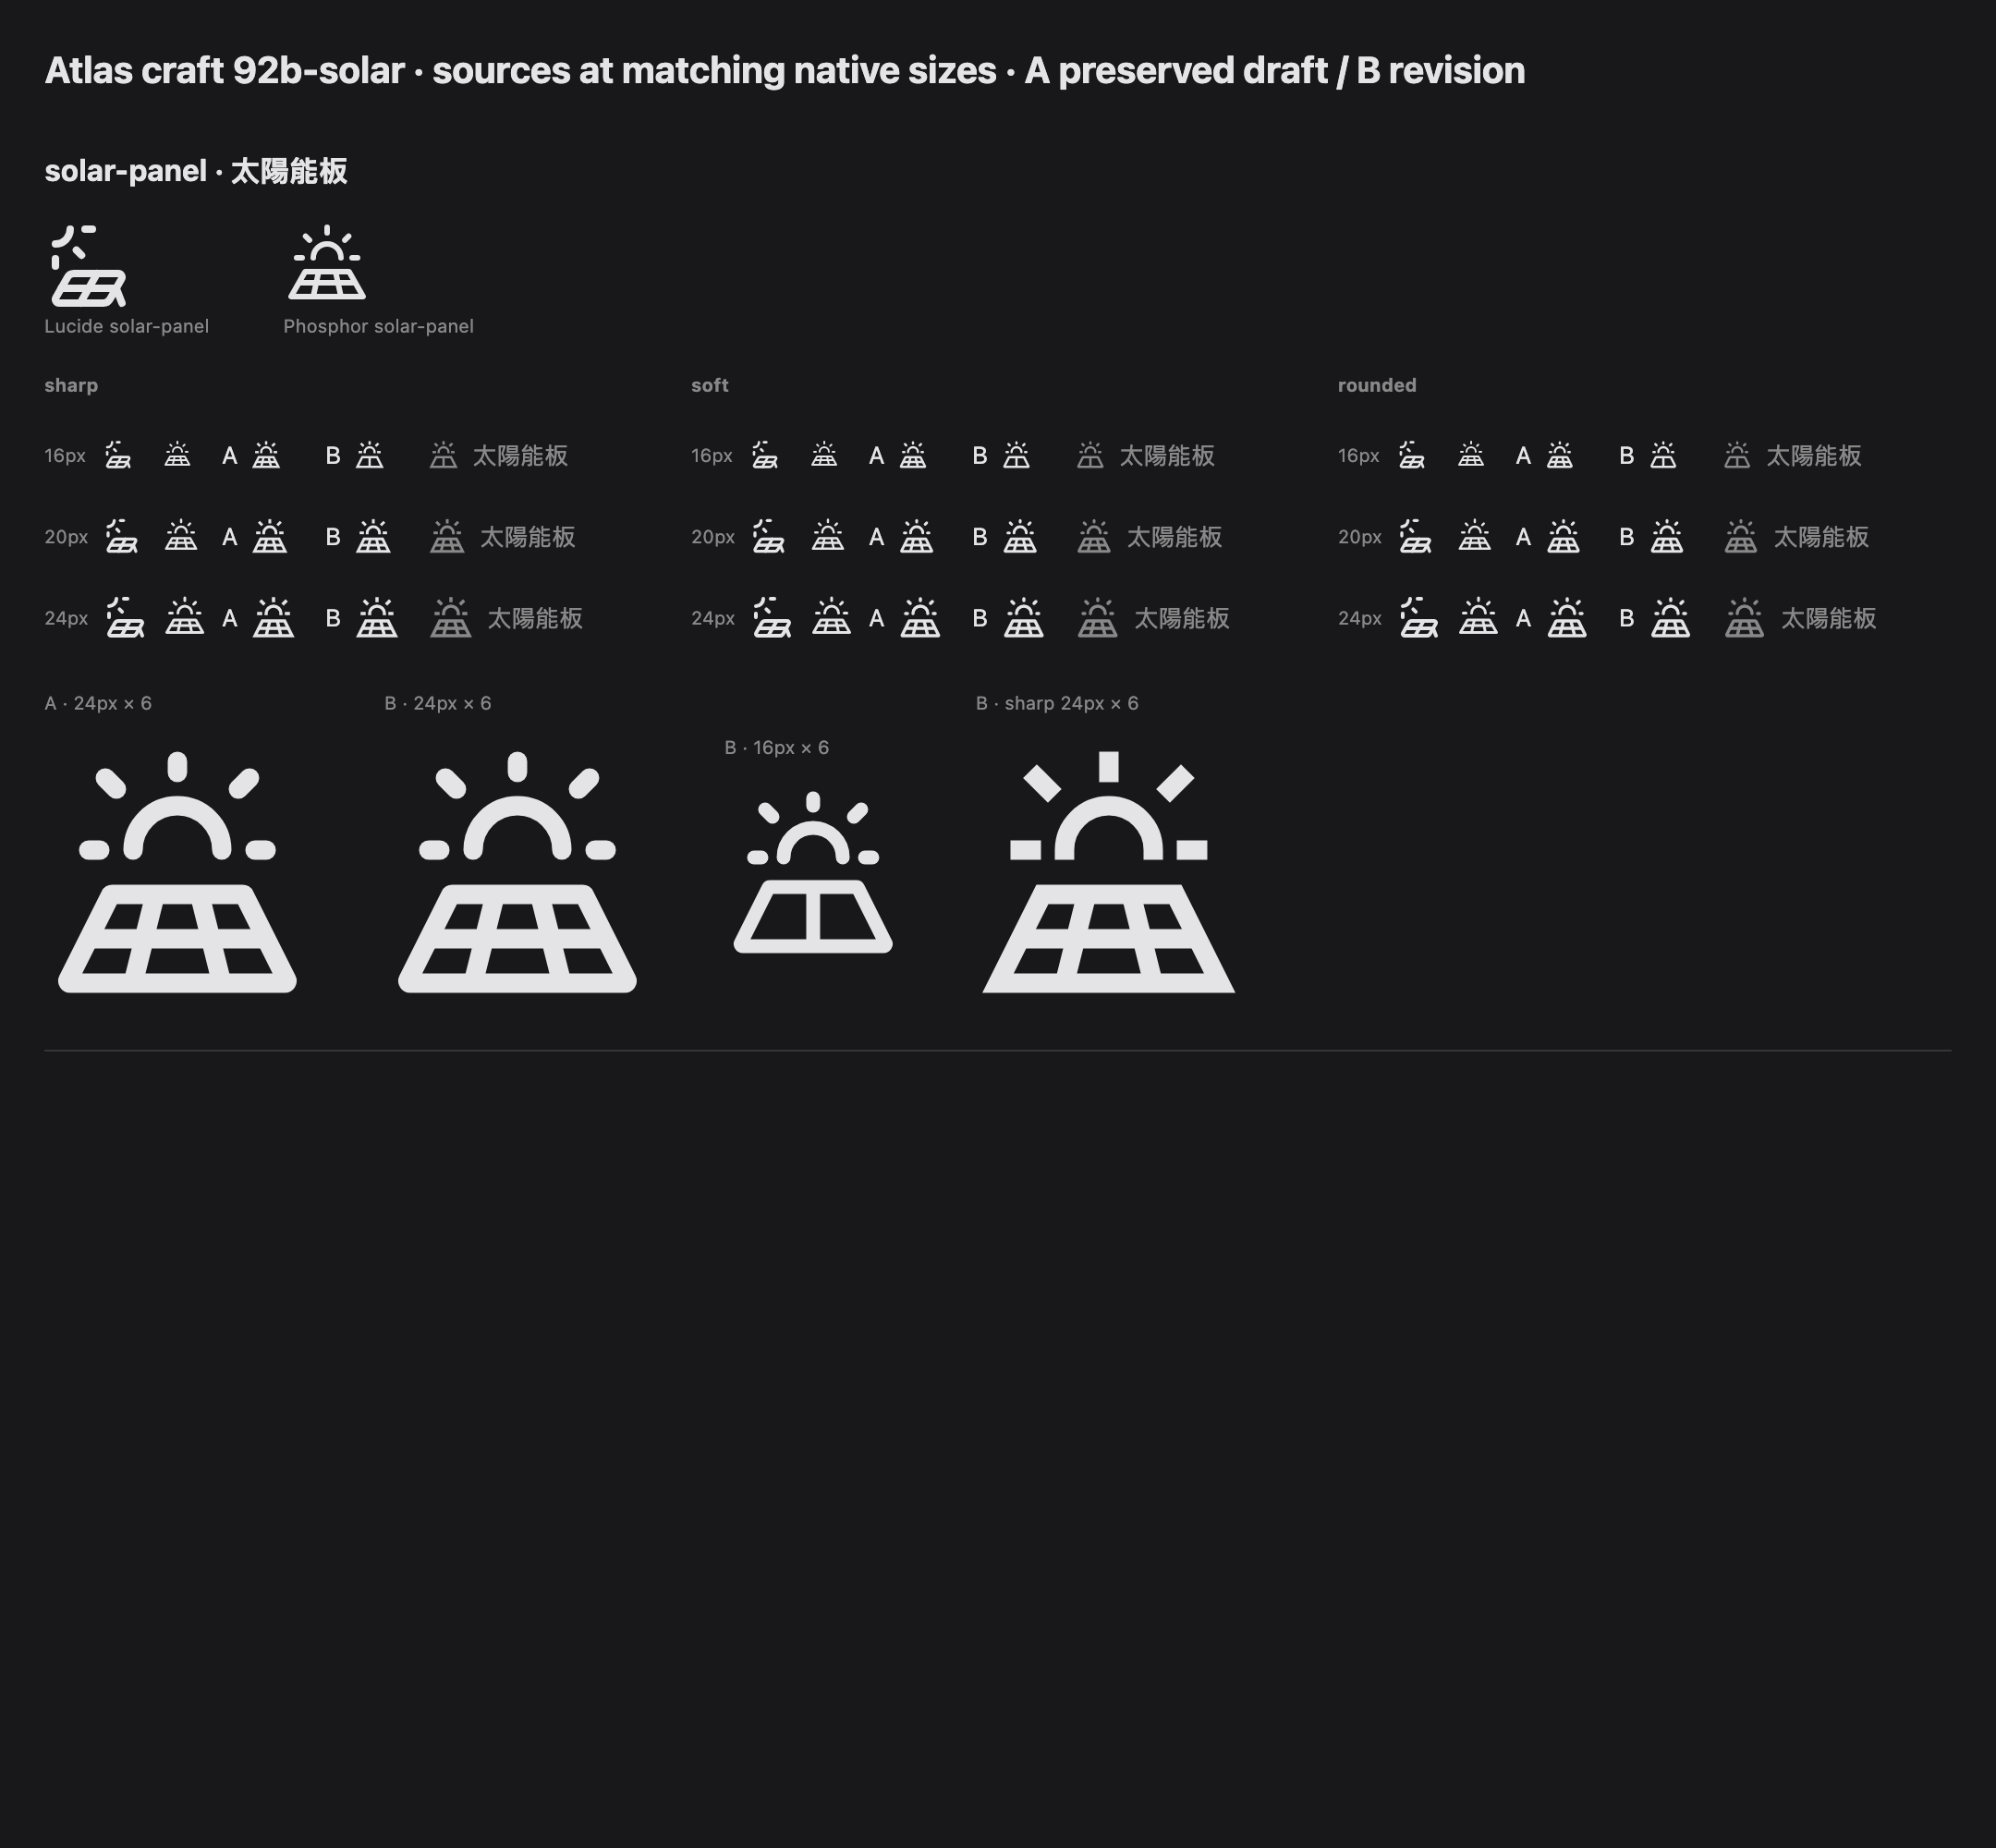 Atlas craft 92b-solar · sources at matching native sizes · A preserved draft / B revision
solar-panel · 太陽能板
Lucide solar-panel Phosphor solar-panel
sharp soft rounded
16px A B 太陽能板 16px A B 太陽能板 16px A B 太陽能板
20px A B 太陽能板 20px A B 太陽能板 20px A B 太陽能板
24px A B 太陽能板 24px A B 太陽能板 24px A B 太陽能板
A · 24px × 6 B · 24px × 6 B · sharp 24px × 6
B · 16px × 6